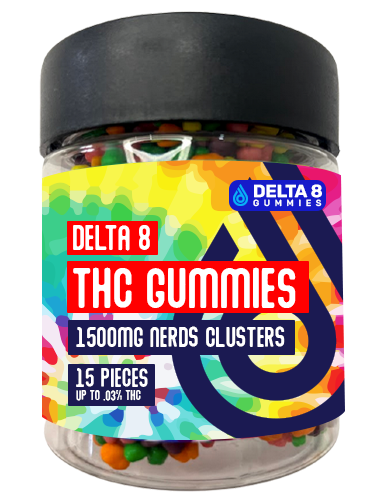 DELTA 8
GUMMIES
DELTA 8
THC GUMMIES
1500MG NERDS CLUSTERS
15 PIECES
UP TO .03% THC